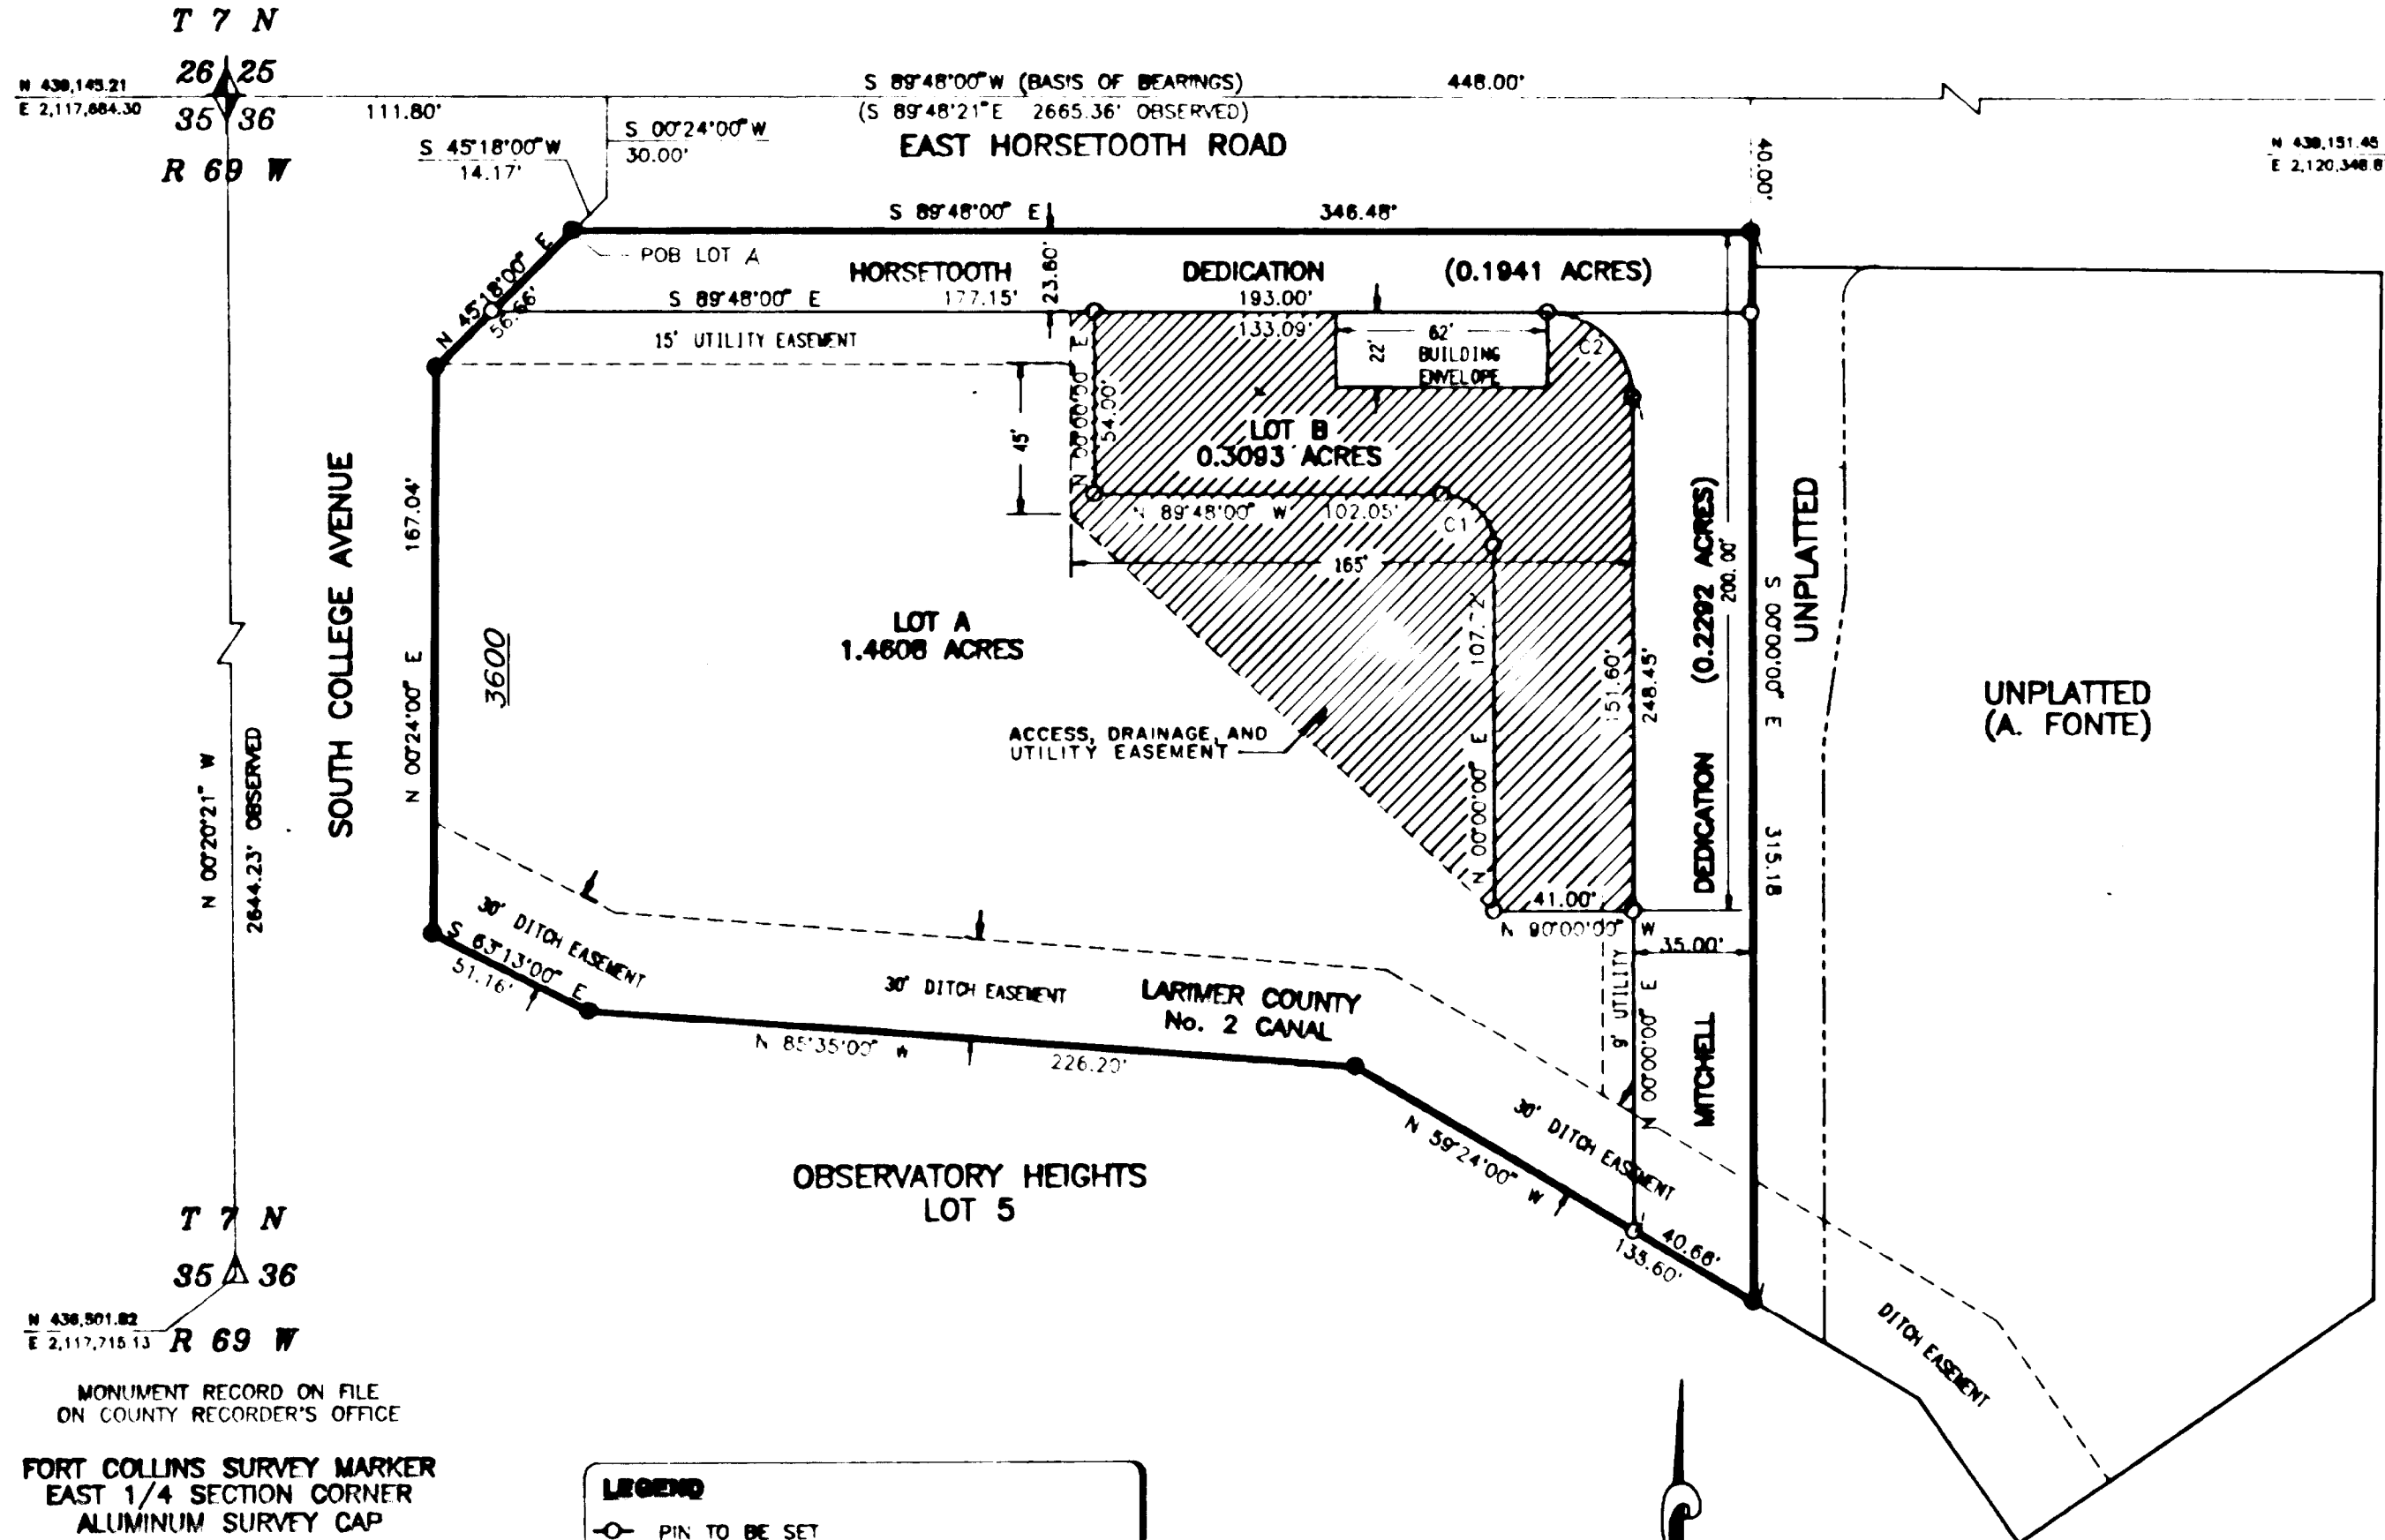 T 7 N
26 25
35 36
R 69 W
N 439,145.21
E 2,117,684.30
111.80'
S 89°48'00" W (BASIS OF BEARINGS)
448.00'
(S 89°48'21" E 2665.36' OBSERVED)
EAST HORSETOOTH ROAD
S 00°24'00" W
30.00'
S 45°18'00" W
14.17'
40.00'
N 439,151.45
S 89°48'00" E
346.48'
POB LOT A
HORSETOOTH DEDICATION (0.1941 ACRES)
23.60'
N 45°18'00" E
56.66'
S 89°48'00" E
177.15'
193.00'
133.09'
15' UTILITY EASEMENT
62'
22'
BUILDING
ENVELOPE
C2
N 00°00'50" E
54.00'
45'
LOT B
0.3093 ACRES
N 89°48'00" W 102.05'
C1
165'
SOUTH COLLEGE AVENUE
167.04'
N 00°24'00" E
3600
LOT A
1.4608 ACRES
107.72'
N 00°00'00" E
151.60'
248.45'
(0.2292 ACRES)
DEDICATION
MITCHELL
200.00'
S 00°00'00" E
315.18
UNPLATTED
UNPLATTED
(A. FONTE)
ACCESS, DRAINAGE, AND
UTILITY EASEMENT
N 00°20'21" W
2644.23' OBSERVED
41.00'
N 90°00'00" W
35.00'
9' UTILITY
N 00°00'00" E
30' DITCH EASEMENT
S 63°13'00" E
51.16'
30' DITCH EASEMENT
LARIMER COUNTY
No. 2 CANAL
N 85°35'00" W
226.20'
30' DITCH EASEMENT
N 59°24'00" W
40.68'
135.60'
OBSERVATORY HEIGHTS
LOT 5
DITCH EASEMENT
T 7 N
35 36
N 436,501.82
E 2,117,715.13
R 69 W
MONUMENT RECORD ON FILE
ON COUNTY RECORDER'S OFFICE
FORT COLLINS SURVEY MARKER
EAST 1/4 SECTION CORNER
ALUMINUM SURVEY CAP
LEGEND
PIN TO BE SET